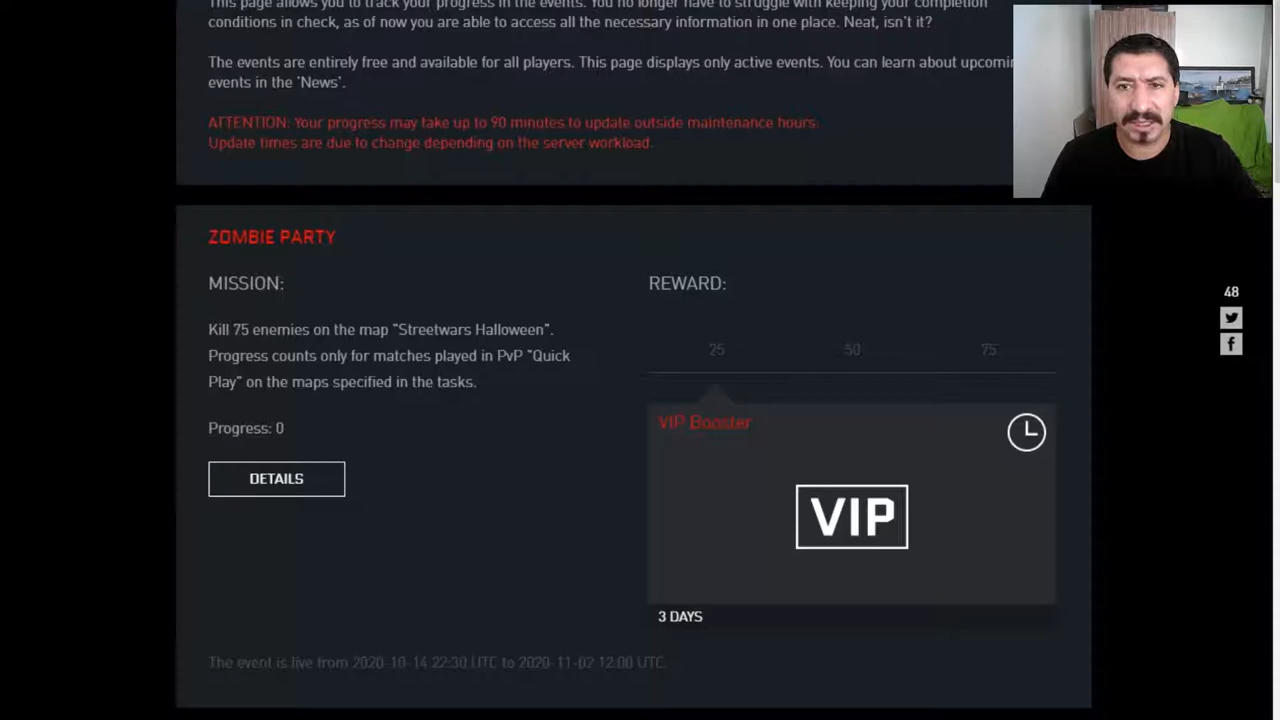 This page allows you to track your progress in the events. You no longer have to struggle with keeping your completion
conditions in check, as of now you are able to access all the necessary information in one place. Neat, isn't it?
The events are entirely free and available for all players. This page displays only active events. You can learn about upcomin
events in the 'News'.
ATTENTION: Your progress may take up to 90 minutes to update outside maintenance hours.
Update times are due to change depending on the server workload.
ZOMBIE PARTY
MISSION:
Kill 75 enemies on the map "Streetwars Halloween".
Progress counts only for matches played in PvP "Quick
Play" on the maps specified in the tasks.
Progress: 0
DETAILS
REWARD:
25 50 75
VIP Booster
VIP
3 DAYS
The event is live from 2020-10-14 22:30 UTC to 2020-11-02 12:00 UTC.
48